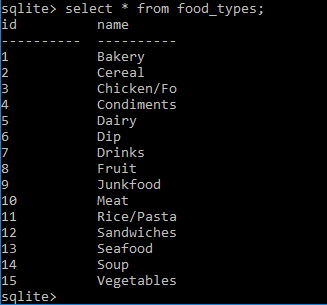 sqlite> select * from food_types;
id          name
----------  ----------
1           Bakery
2           Cereal
3           Chicken/Fo
4           Condiments
5           Dairy
6           Dip
7           Drinks
8           Fruit
9           Junkfood
10          Meat
11          Rice/Pasta
12          Sandwiches
13          Seafood
14          Soup
15          Vegetables
sqlite>